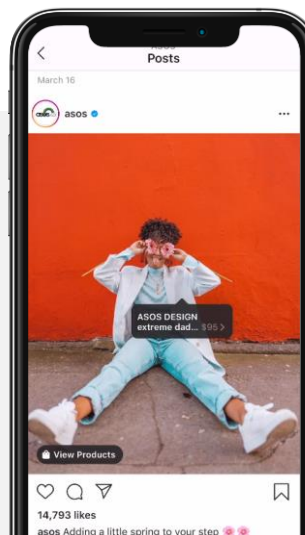 Posts
March 16
asos
ASOS DESIGN
extreme dad... $95 >
View Products
14,793 likes
asos Adding a little spring to your step 🌸🌸